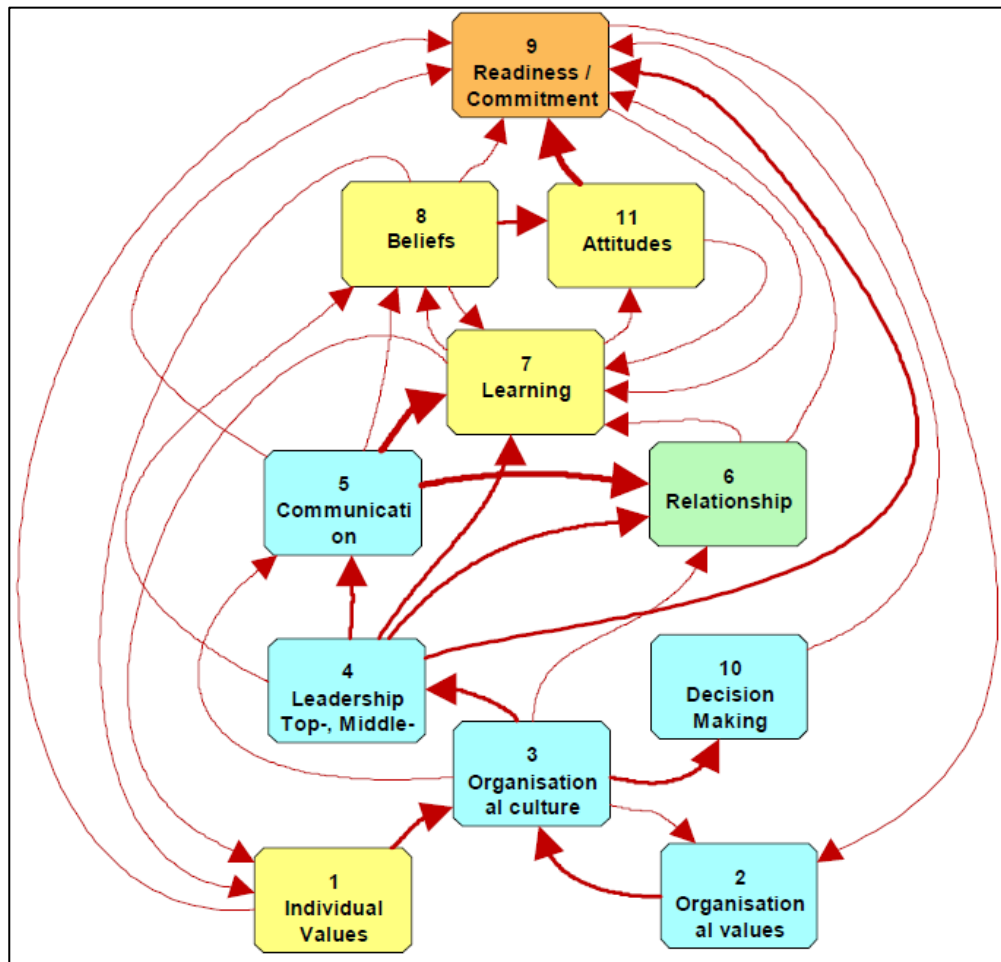 9
Readiness /
Commitment
8
Beliefs
11
Attitudes
7
Learning
5
Communicati
on
6
Relationship
4
Leadership
Top-, Middle-
10
Decision
Making
3
Organisation
al culture
1
Individual
Values
2
Organisation
al values